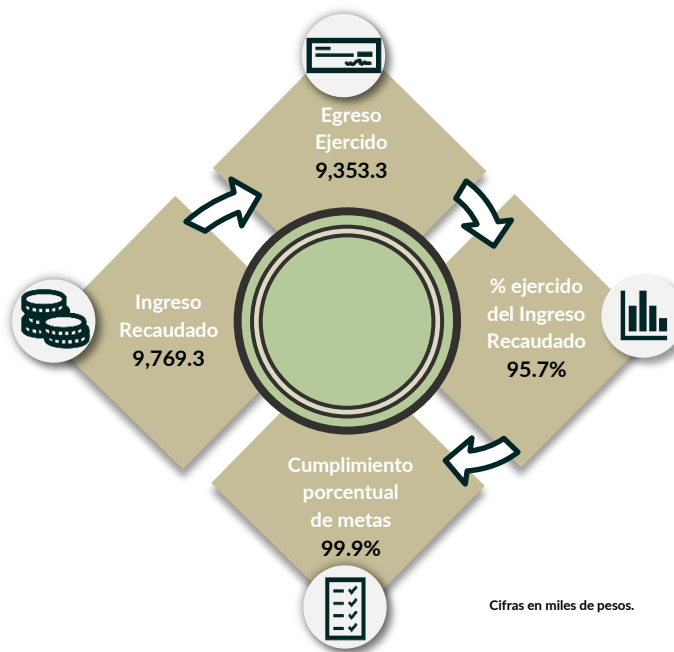 Egreso
Ejercido
9,353.3
Ingreso
Recaudado
9,769.3
% ejercido
del Ingreso
Recaudado
95.7%
Cumplimiento
porcentual
de metas
99.9%
Cifras en miles de pesos.